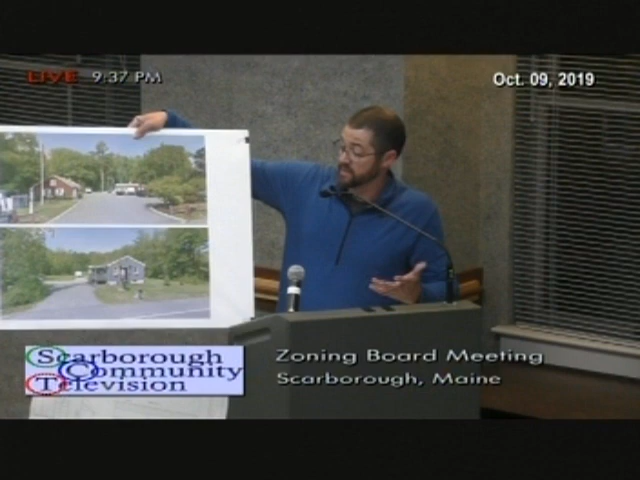 LIVE 9:37 PM
Oct. 09, 2019
Scarborough
Community
Television
Zoning Board Meeting
Scarborough, Maine